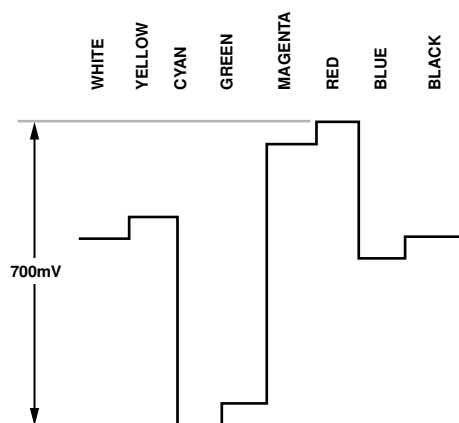 WHITE
YELLOW
CYAN
GREEN
MAGENTA
RED
BLUE
BLACK
700mV